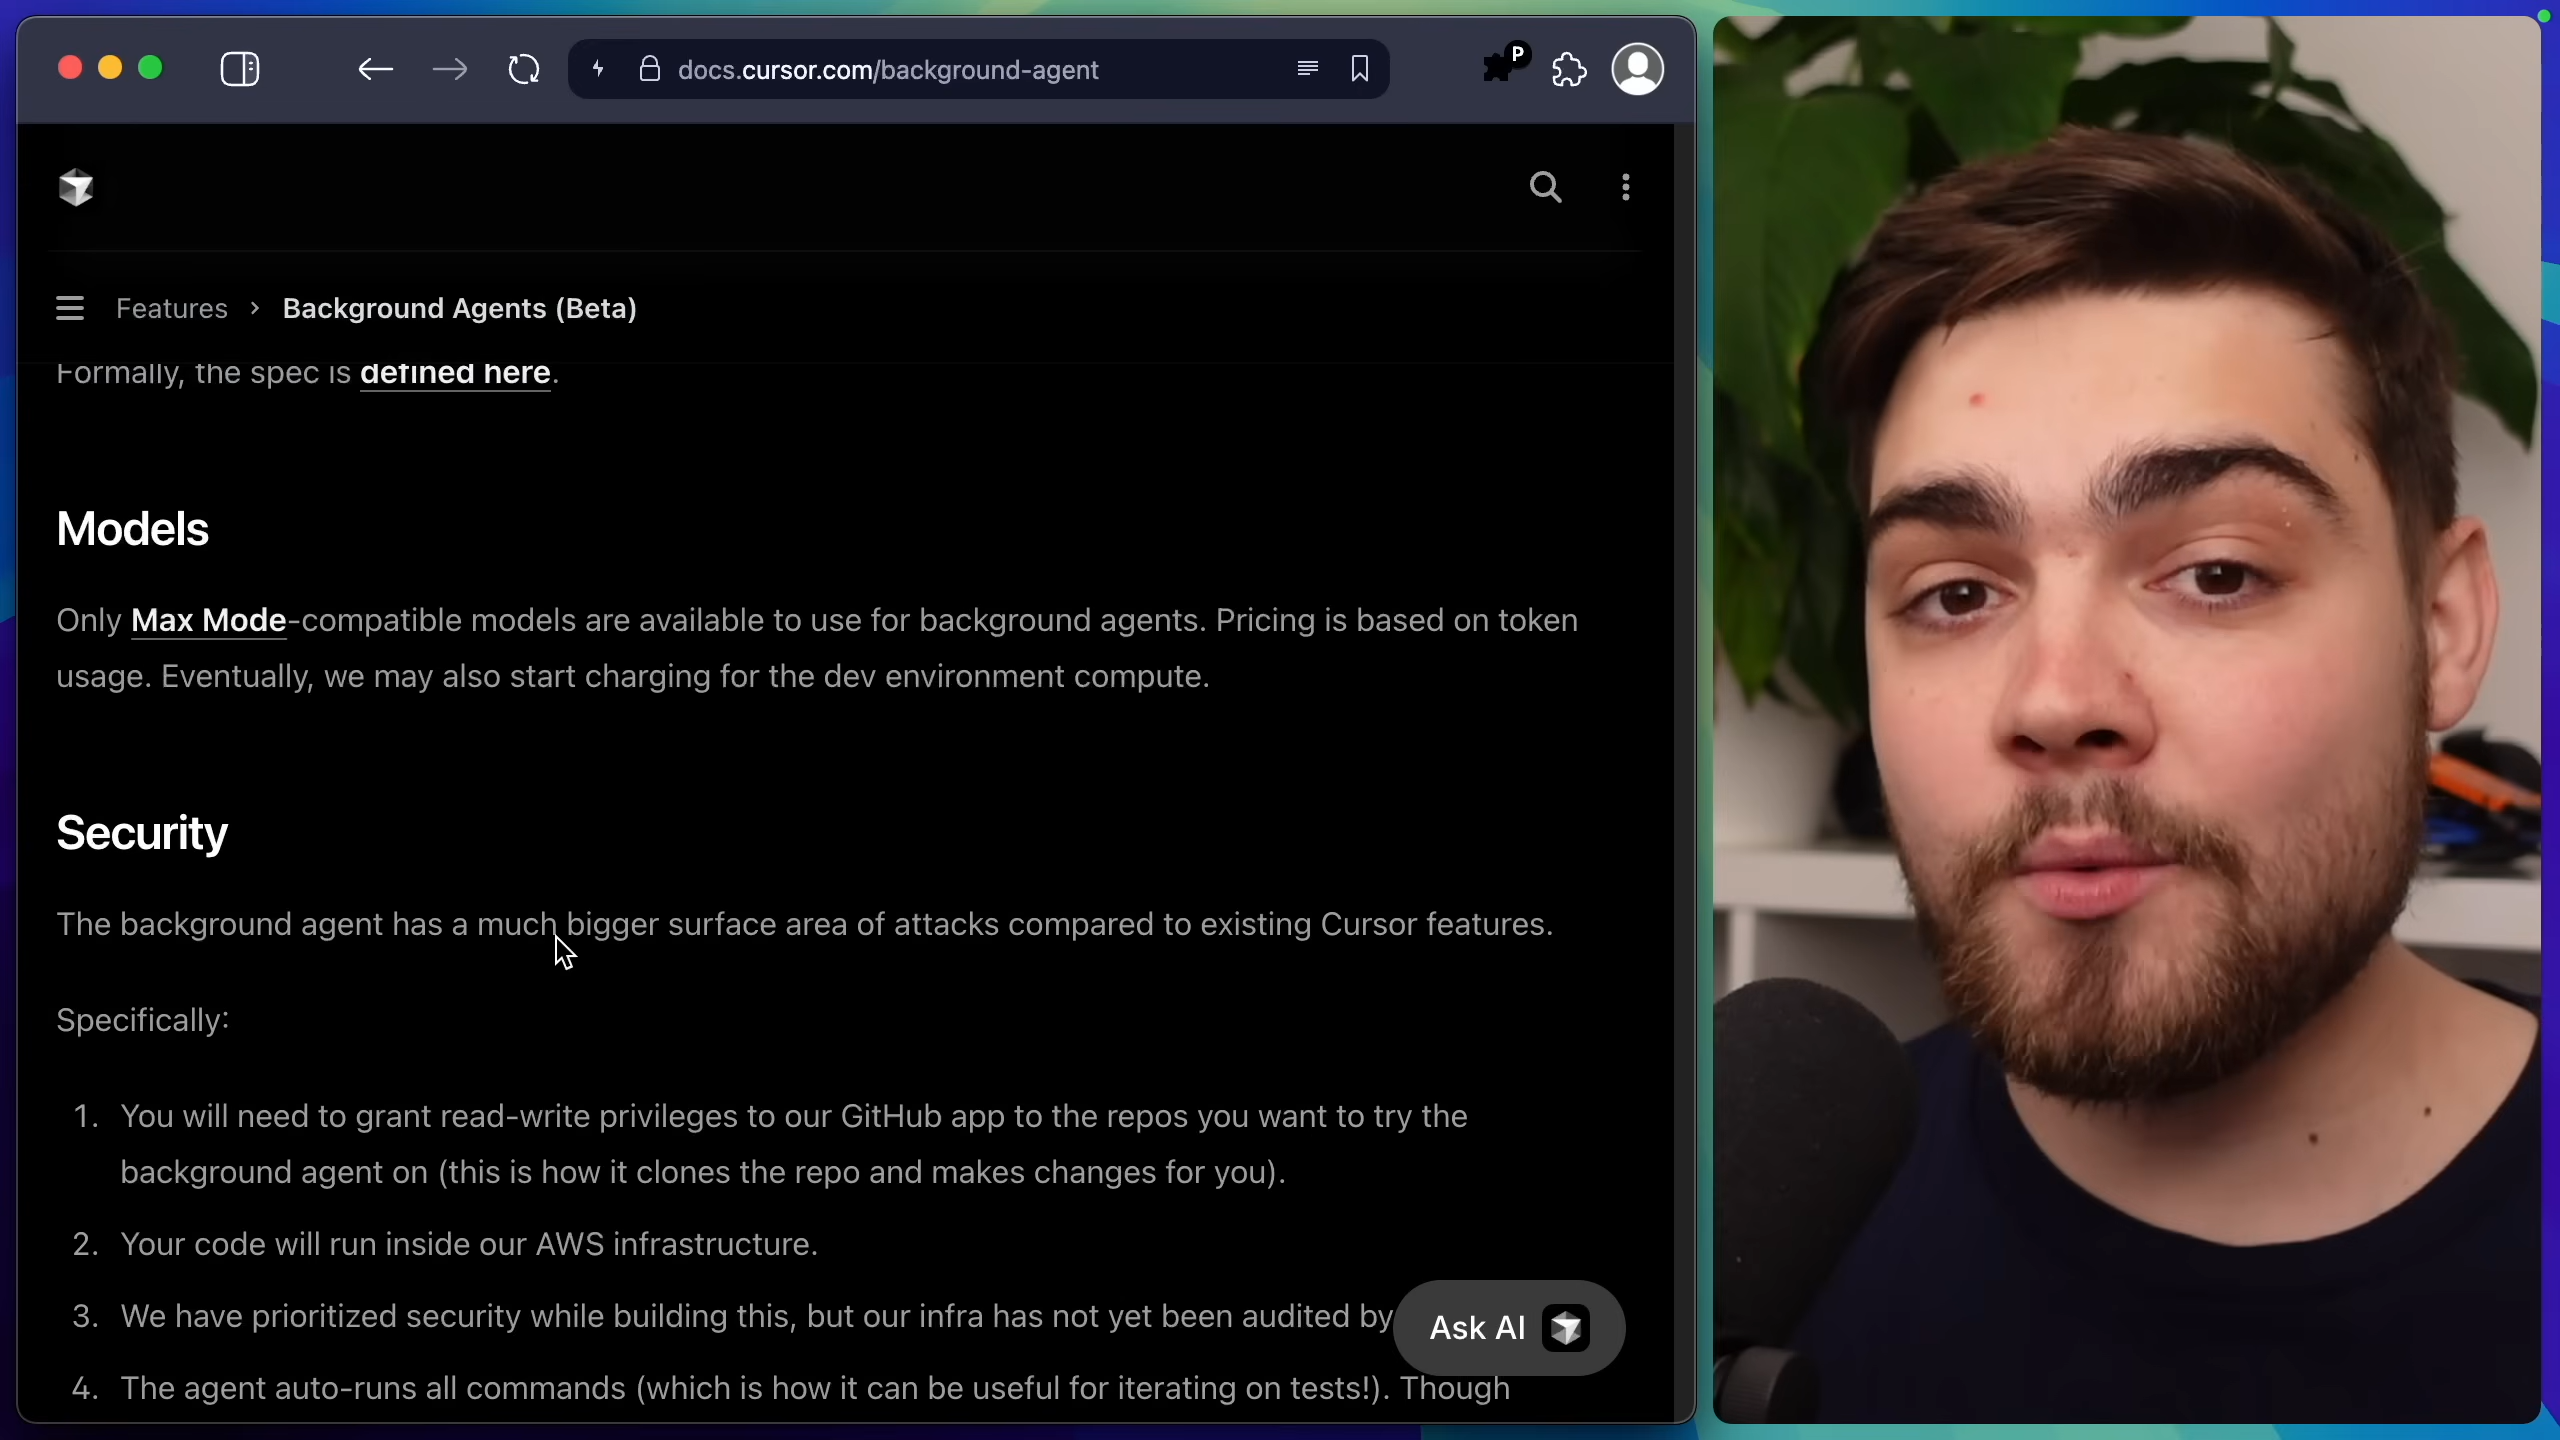 docs.cursor.com/background-agent
P
Features > Background Agents (Beta)
Formally, the spec is defined here.
Models
Only Max Mode-compatible models are available to use for background agents. Pricing is based on token
usage. Eventually, we may also start charging for the dev environment compute.
Security
The background agent has a much bigger surface area of attacks compared to existing Cursor features.
Specifically:
1. You will need to grant read-write privileges to our GitHub app to the repos you want to try the
background agent on (this is how it clones the repo and makes changes for you).
2. Your code will run inside our AWS infrastructure.
3. We have prioritized security while building this, but our infra has not yet been audited by
Ask AI
4. The agent auto-runs all commands (which is how it can be useful for iterating on tests!). Though